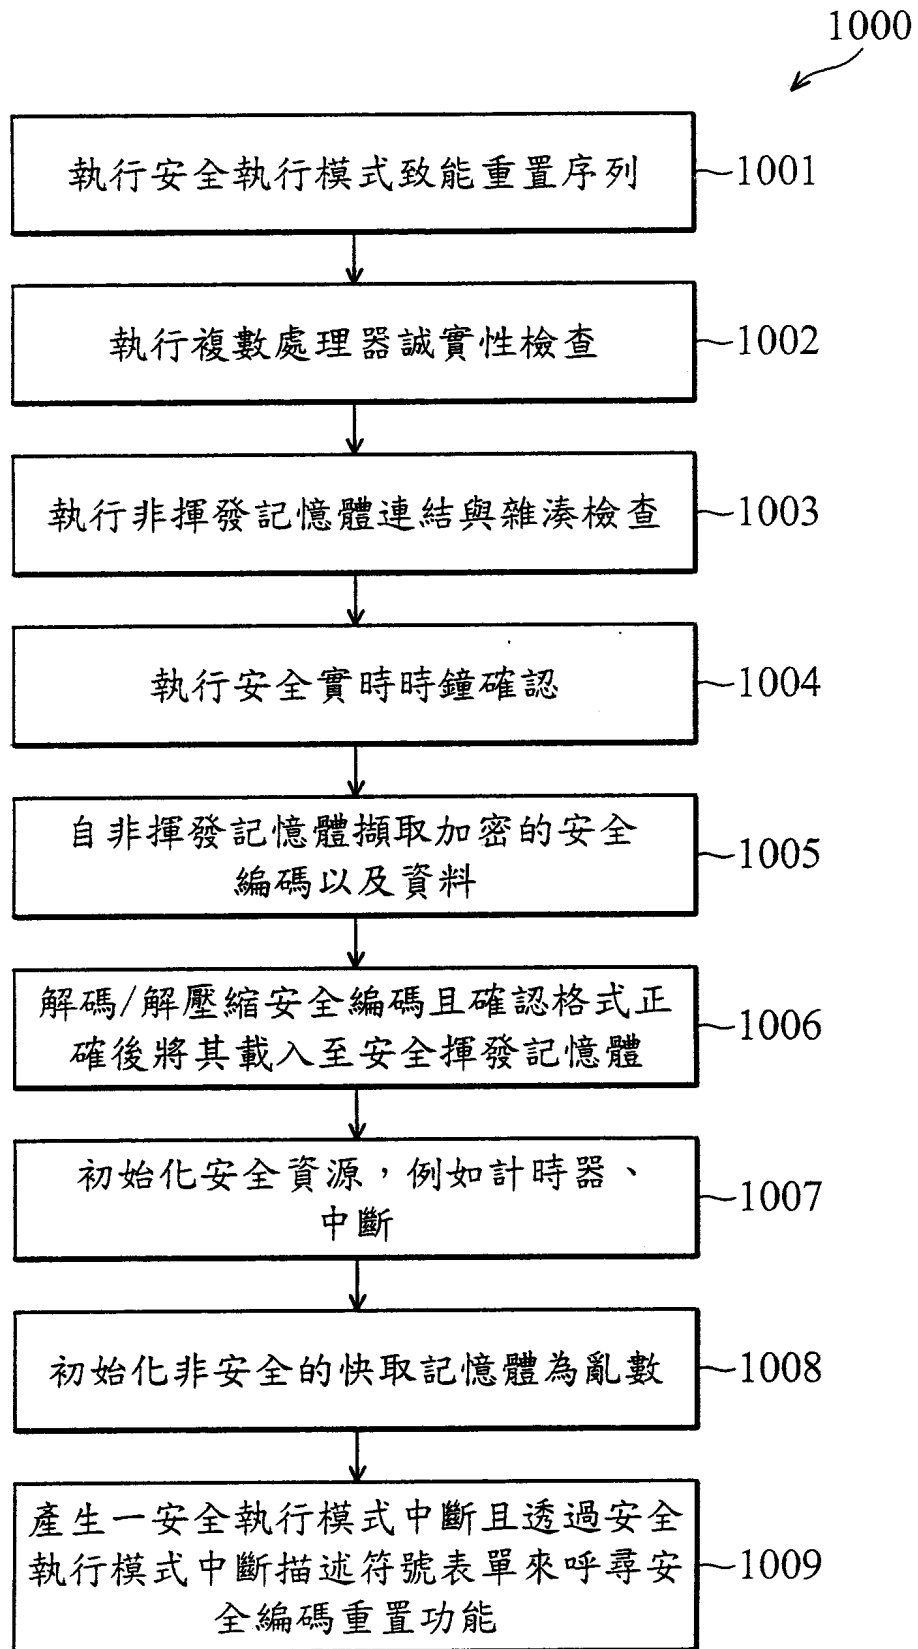 1000
執行安全執行模式致能重置序列
1001
執行複數處理器誠實性檢查
1002
執行非揮發記憶體連結與雜湊檢查
1003
執行安全實時時鐘確認
1004
自非揮發記憶體擷取加密的安全
編碼以及資料
1005
解碼/解壓縮安全編碼且確認格式正
確後將其載入至安全揮發記憶體
1006
初始化安全資源，例如計時器、
中斷
1007
初始化非安全的快取記憶體為亂數
1008
產生一安全執行模式中斷且透過安全
執行模式中斷描述符號表單來呼尋安
全編碼重置功能
1009